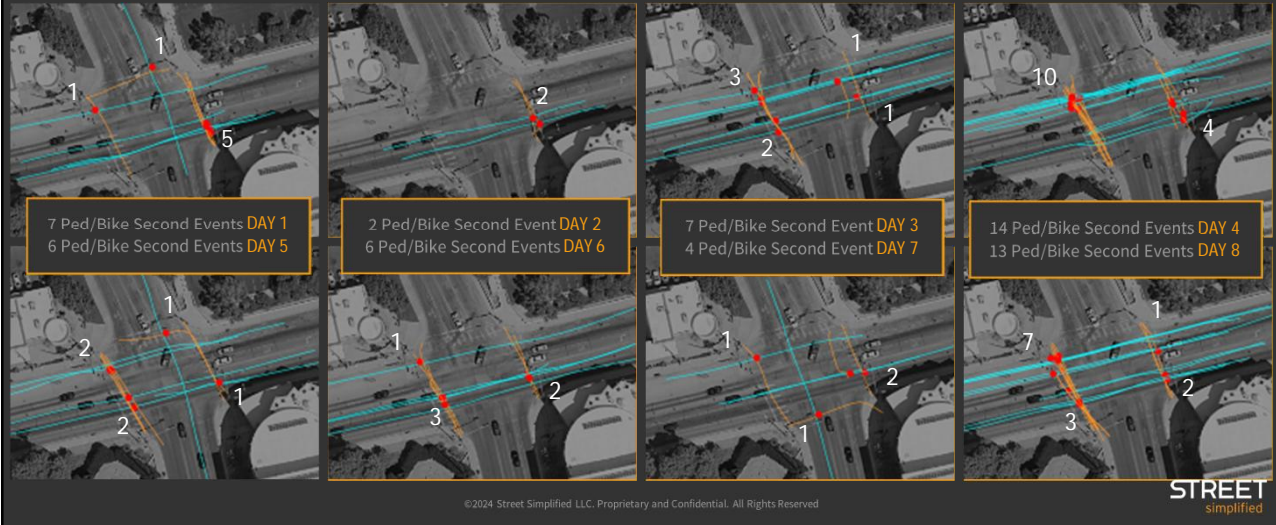 1
1
5
2
1
3
1
2
10
4
7 Ped/Bike Second Events DAY 1
6 Ped/Bike Second Events DAY 5
2 Ped/Bike Second Event DAY 2
6 Ped/Bike Second Events DAY 6
7 Ped/Bike Second Event DAY 3
4 Ped/Bike Second Events DAY 7
14 Ped/Bike Second Events DAY 4
13 Ped/Bike Second Events DAY 8
1
2
1
2
1
2
3
1
2
1
1
7
2
3
©2024 Street Simplified LLC. Proprietary and Confidential. All Rights Reserved
STREET
simplified